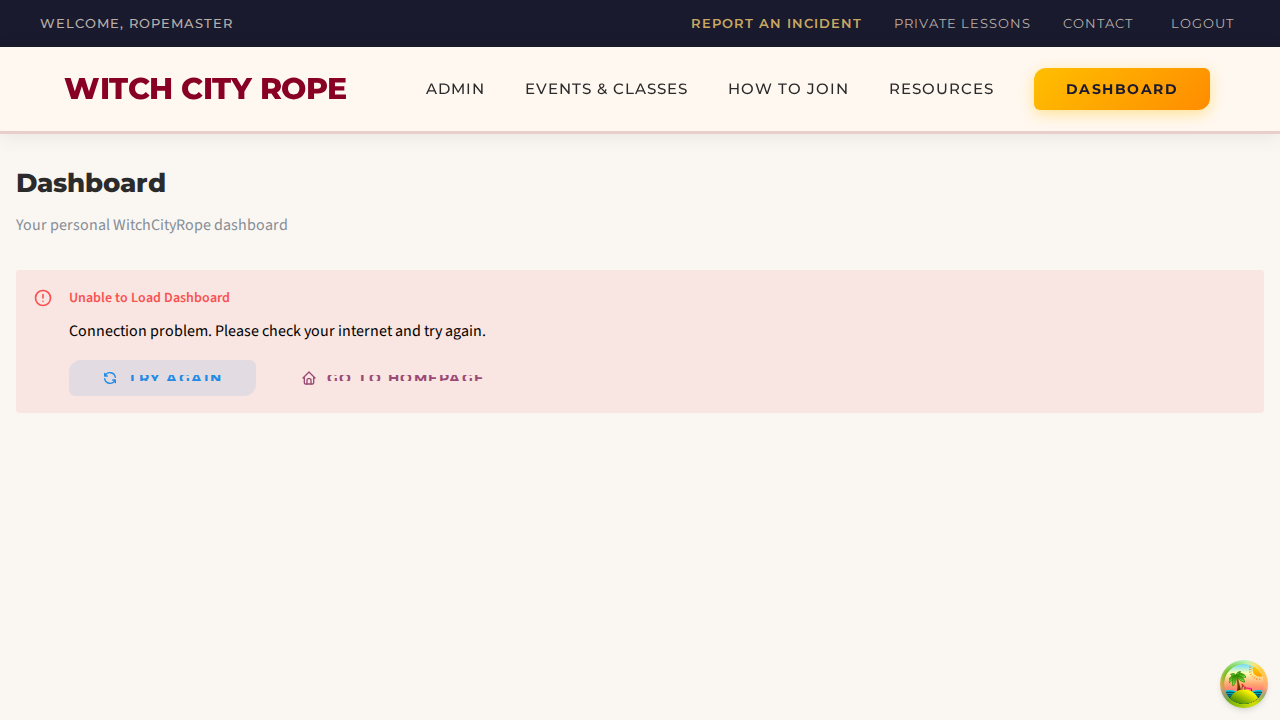 WELCOME, ROPEMASTER
REPORT AN INCIDENT PRIVATE LESSONS CONTACT LOGOUT
WITCH CITY ROPE ADMIN EVENTS & CLASSES HOW TO JOIN RESOURCES DASHBOARD
Dashboard
Your personal WitchCityRope dashboard
Unable to Load Dashboard
Connection problem. Please check your internet and try again.
TRY AGAIN GO TO HOMEPAGE